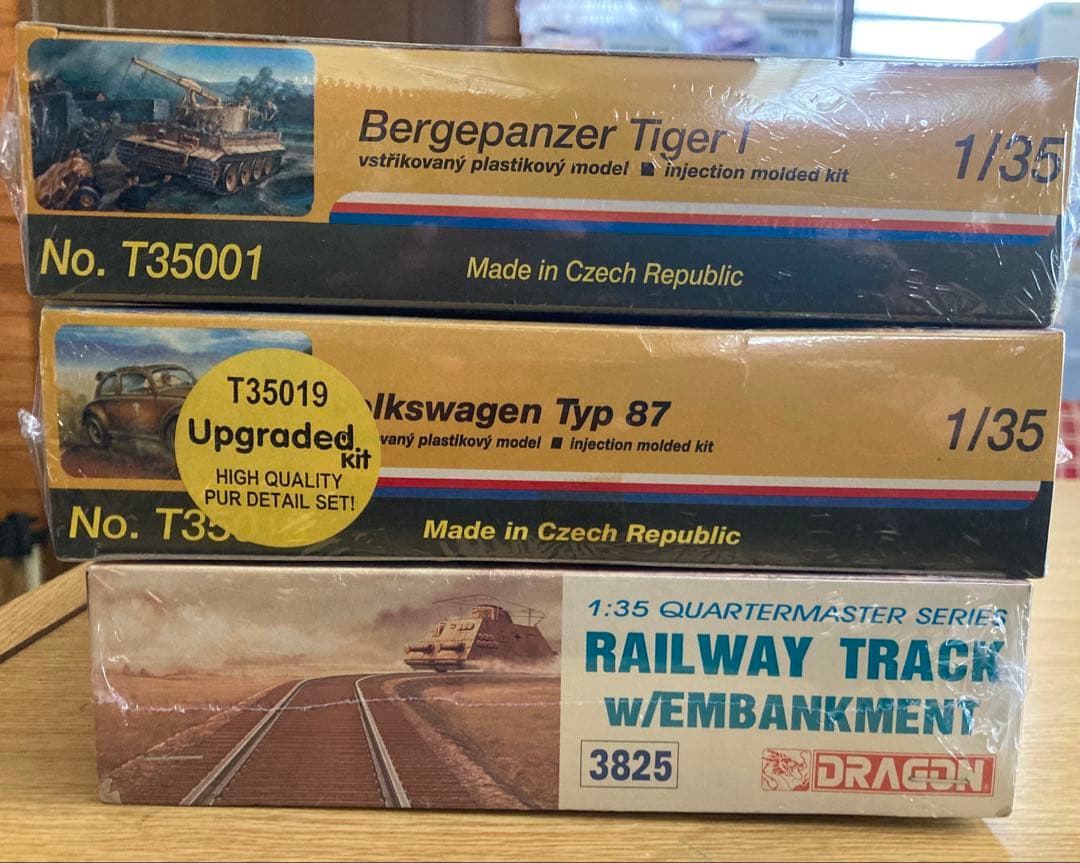 Bergepanzer Tiger I
vstřikovaný plastikový model ■ injection molded kit
1/35
No. T35001
Made in Czech Republic
T35019
Upgraded
kit
HIGH QUALITY
PUR DETAIL SET!
lkswagen Typ 87
vaný plastikový model ■ injection molded kit
1/35
No. T35
Made in Czech Republic
1:35 QUARTERMASTER SERIES
RAILWAY TRACK
W/EMBANKMENT
3825
DRAGON